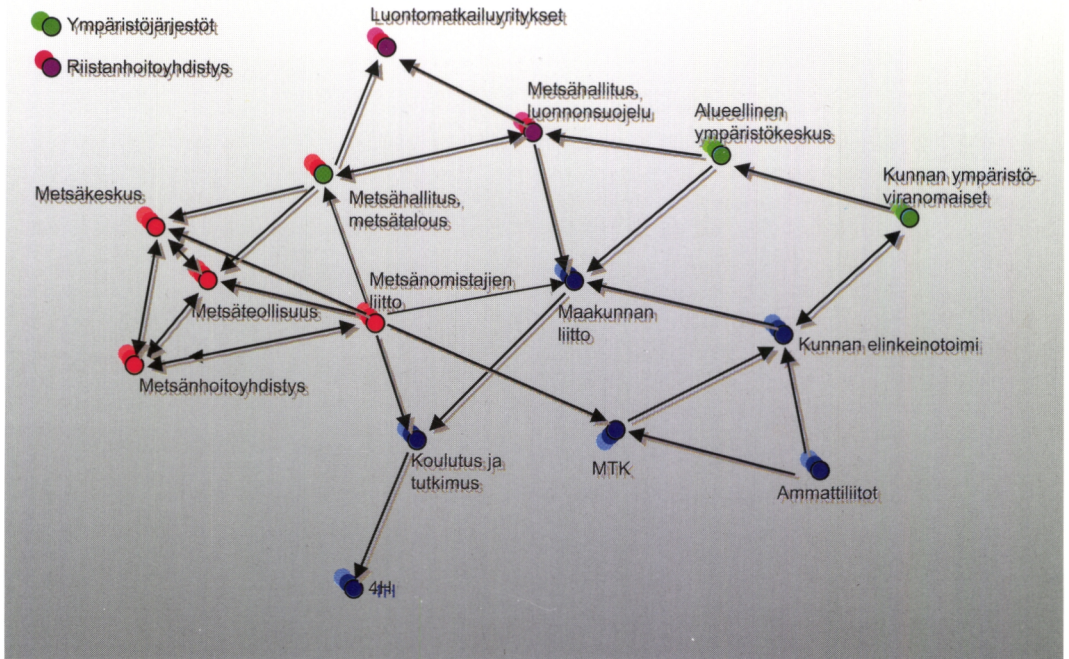 Ympäristöjärjestöt
Riistanhoitoyhdistys
Luontomatkailuyritykset
Metsähallitus,
luonnonsuojelu
Alueellinen
ympäristökeskus
Kunnan ympäristö-
viranomaiset
Metsäkeskus
Metsähallitus,
metsätalous
Metsänomistajien
liitto
Metsäteollisuus
Maakunnan
liitto
Kunnan elinkeinotoimi
Metsänhoitoyhdistys
Koulutus ja
tutkimus
MTK
Ammattiliitot
4H